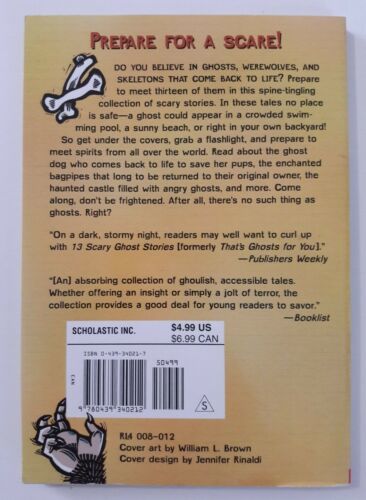 PREPARE FOR A SCARE!
DO YOU BELIEVE IN GHOSTS, WEREWOLVES, AND
SKELETONS THAT COME BACK TO LIFE? Prepare
to meet thirteen of them in this spine-tingling
collection of scary stories. In these tales no place
is safe—a ghost could appear in a crowded swim-
ming pool, a sunny beach, or right in your own backyard!
So get under the covers, grab a flashlight, and prepare to
meet spirits from all over the world. Read about the ghost
dog who comes back to life to save her pups, the enchanted
bagpipes that long to be returned to their original owner, the
haunted castle filled with angry ghosts, and more. Come
along, don't be frightened. After all, there's no such thing as
ghosts. Right?
"On a dark, stormy night, readers may well want to curl up
with 13 Scary Ghost Stories [formerly That's Ghosts for You]."
—Publishers Weekly
"[An] absorbing collection of ghoulish, accessible tales.
Whether offering an insight or simply a jolt of terror, the
collection provides a good deal for young readers to savor."
—Booklist
SCHOLASTIC INC.
$4.99 US
$6.99 CAN
ISBN 0-439-34021-7
50499
CAN
9 780439 340212
S
RL4 008-012
Cover art by William L. Brown
Cover design by Jennifer Rinaldi